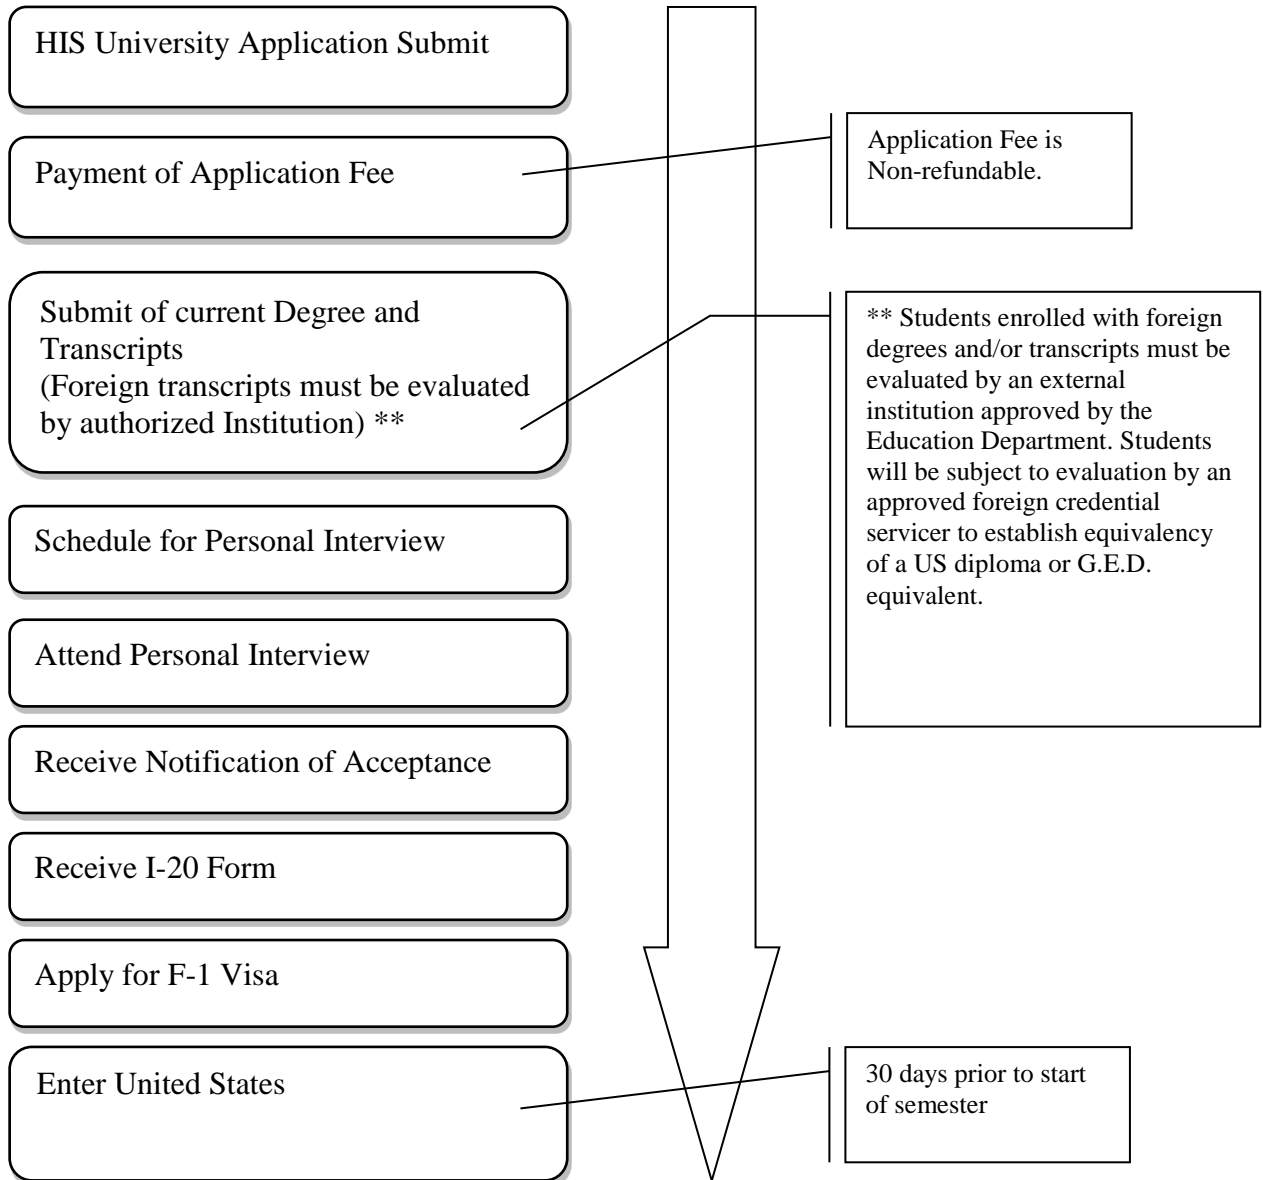 HIS University Application Submit
Payment of Application Fee
Application Fee is
Non-refundable.
Submit of current Degree and
Transcripts
(Foreign transcripts must be evaluated
by authorized Institution) **
** Students enrolled with foreign
degrees and/or transcripts must be
evaluated by an external
institution approved by the
Education Department. Students
will be subject to evaluation by an
approved foreign credential
servicer to establish equivalency
of a US diploma or G.E.D.
equivalent.
Schedule for Personal Interview
Attend Personal Interview
Receive Notification of Acceptance
Receive I-20 Form
Apply for F-1 Visa
Enter United States
30 days prior to start
of semester